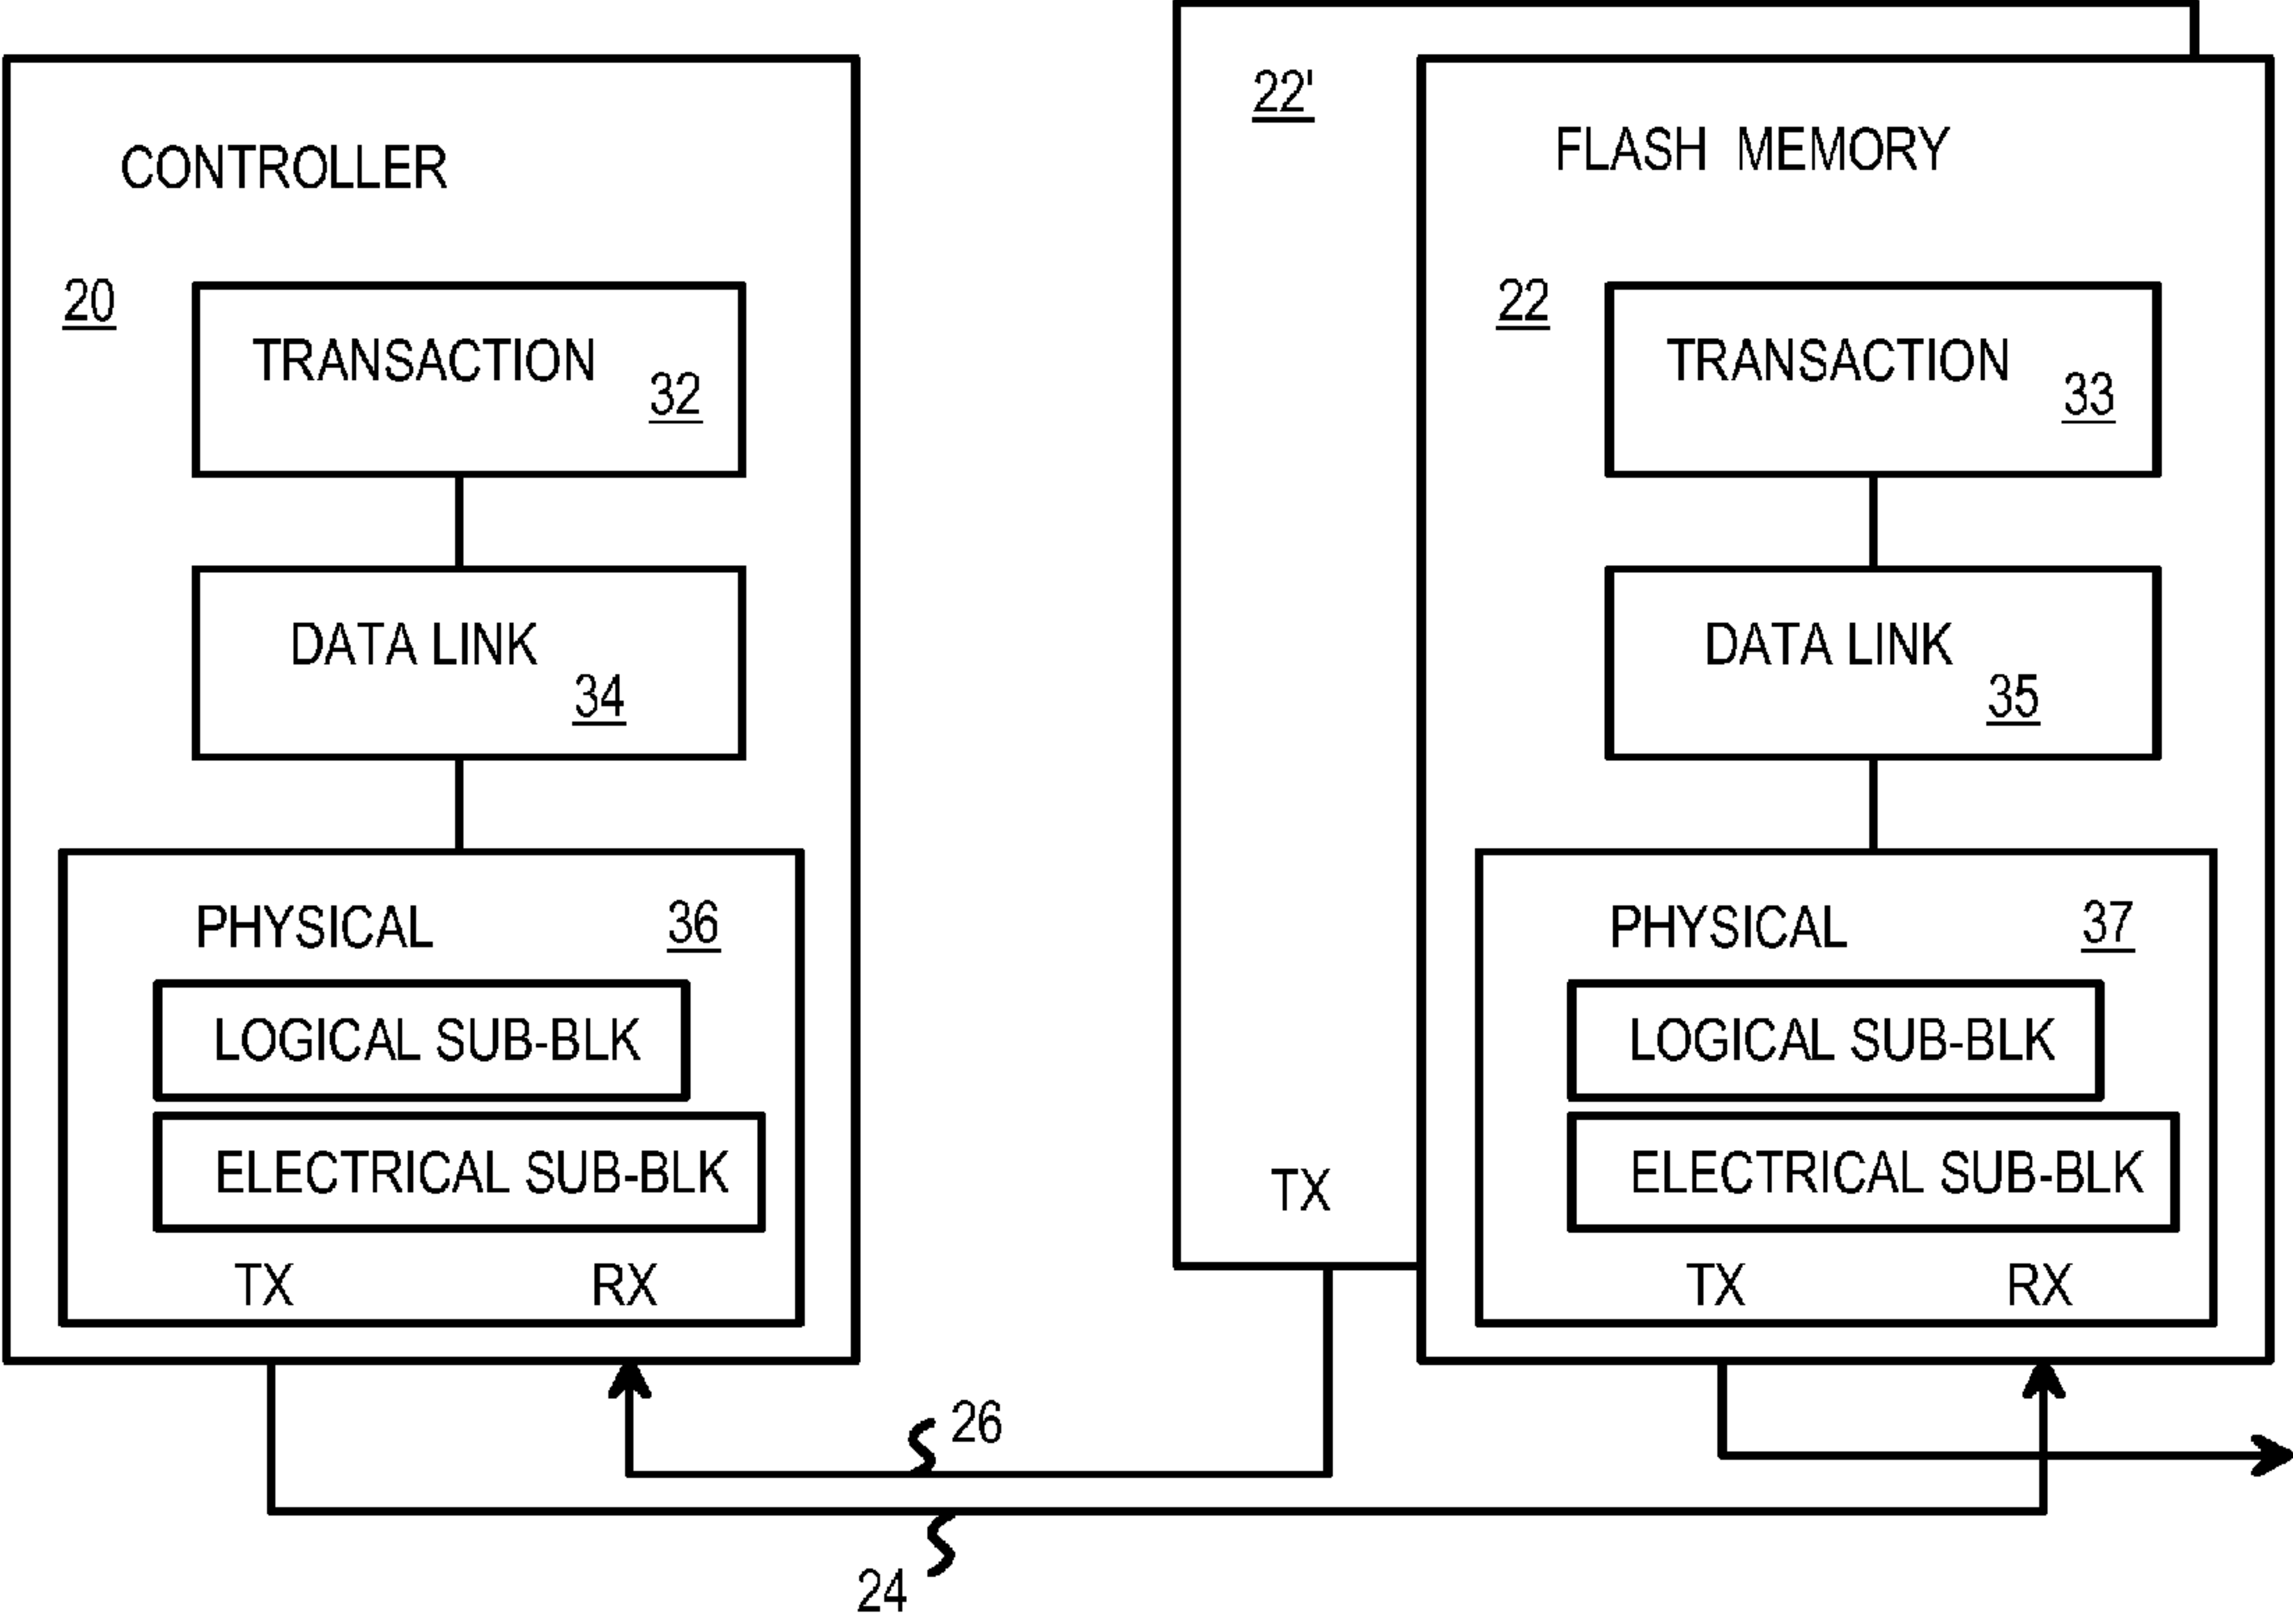 CONTROLLER
20
TRANSACTION
32
DATA LINK
34
PHYSICAL
36
LOGICAL SUB-BLK
ELECTRICAL SUB-BLK
TX RX
22'
TX
FLASH MEMORY
22
TRANSACTION
33
DATA LINK
35
PHYSICAL
37
LOGICAL SUB-BLK
ELECTRICAL SUB-BLK
TX RX
26
24